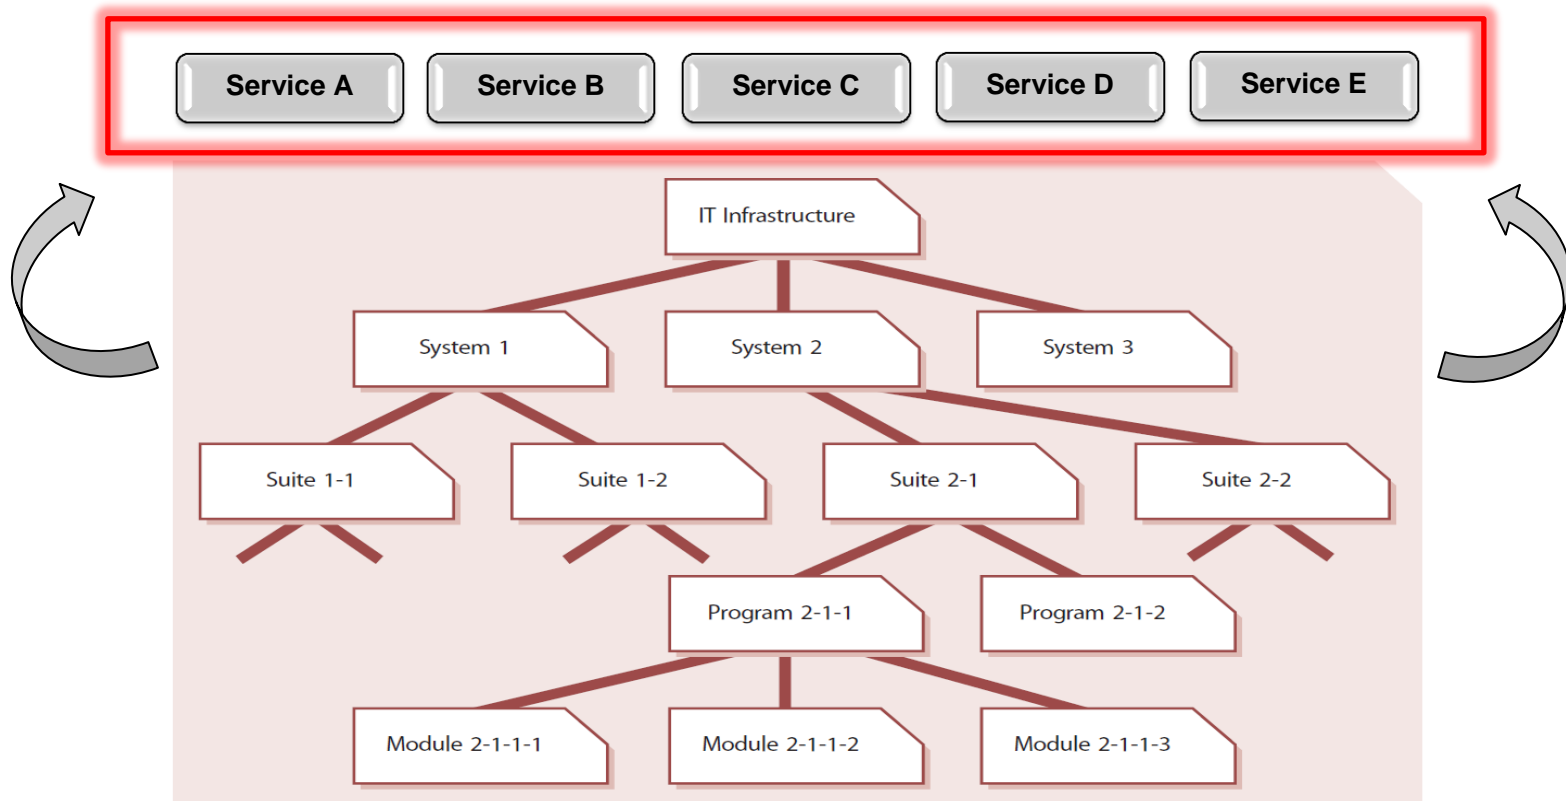 Service A
Service B
Service C
Service D
Service E
IT Infrastructure
System 1
System 2
System 3
Suite 1-1
Suite 1-2
Suite 2-1
Suite 2-2
Program 2-1-1
Program 2-1-2
Module 2-1-1-1
Module 2-1-1-2
Module 2-1-1-3